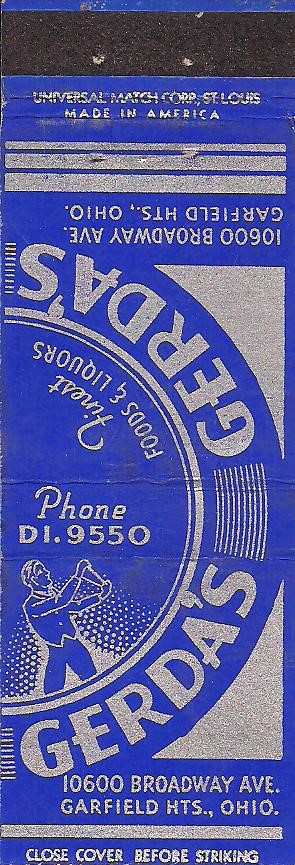 UNIVERSAL MATCH CORP., ST. LOUIS
MADE IN AMERICA
10600 BROADWAY AVE.
GARFIELD HTS., OHIO.
GERDA'S
Finest
FOODS & LIQUORS
Phone
DI. 9550
GERDA'S
10600 BROADWAY AVE.
GARFIELD HTS., OHIO.
CLOSE COVER BEFORE STRIKING